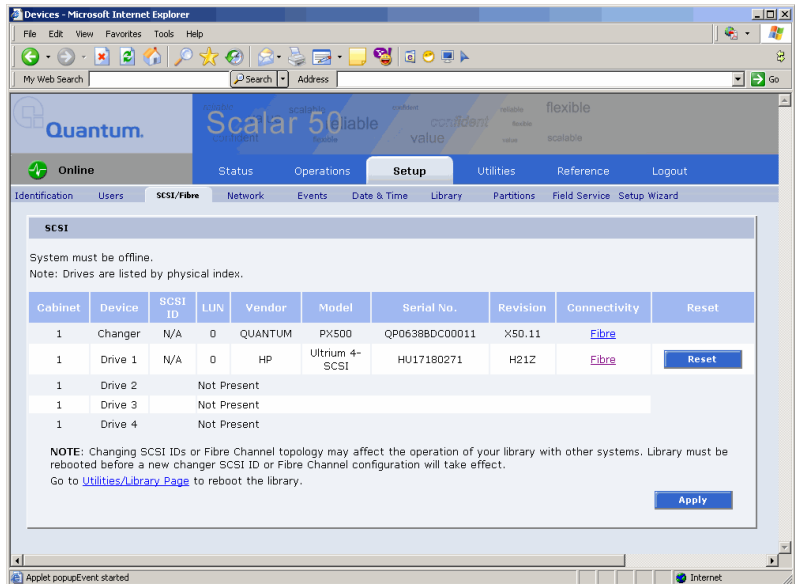 Devices - Microsoft Internet Explorer
File Edit View Favorites Tools Help
My Web Search Search Address Go
Quantum.
Scalar 50
scalable reliable confident value confident reliable flexible flexible value scalable
Online
Status Operations Setup Utilities Reference Logout
Identification Users SCSI/Fibre Network Events Date & Time Library Partitions Field Service Setup Wizard
SCSI
System must be offline.
Note: Drives are listed by physical index.
Cabinet Device SCSI ID LUN Vendor Model Serial No. Revision Connectivity Reset
1 Changer N/A 0 QUANTUM PX500 QP0638BDC00011 X50.11 Fibre
1 Drive 1 N/A 0 HP Ultrium 4-SCSI HU17180271 H21Z Fibre Reset
1 Drive 2 Not Present
1 Drive 3 Not Present
1 Drive 4 Not Present
NOTE: Changing SCSI IDs or Fibre Channel topology may affect the operation of your library with other systems. Library must be
rebooted before a new changer SCSI ID or Fibre Channel configuration will take effect.
Go to Utilities/Library Page to reboot the library.
Apply
Applet popupEvent started
Internet